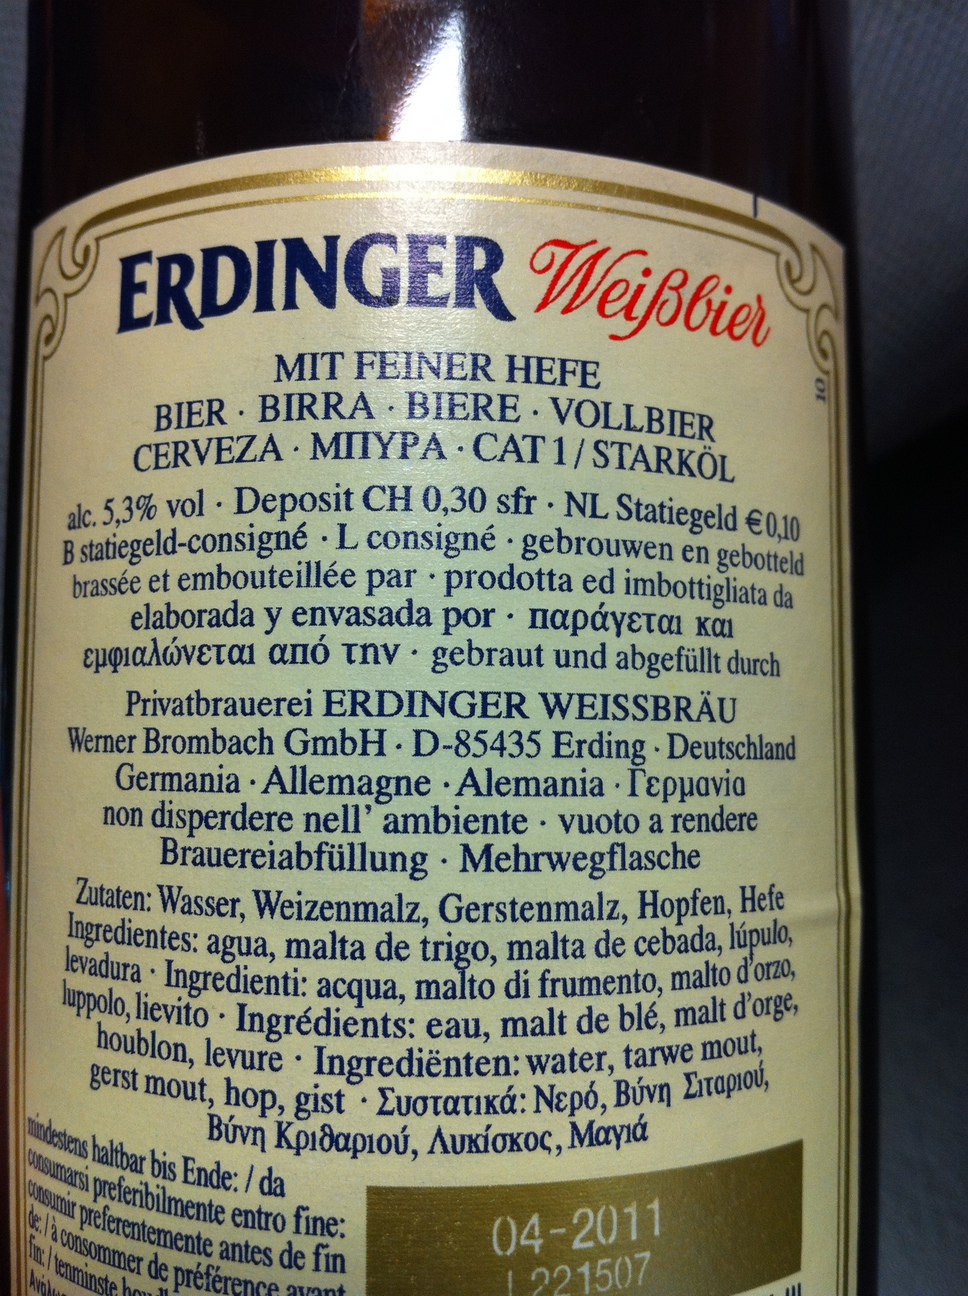 ERDINGER Weißbier
MIT FEINER HEFE
BIER · BIRRA · BIERE · VOLLBIER
CERVEZA · ΜΠΥΡΑ · CAT 1 / STARKÖL
10
alc. 5,3% vol · Deposit CH 0,30 sfr · NL Statiegeld € 0,10
B statiegeld-consigné · L consigné · gebrouwen en gebotteld
brassée et embouteillée par · prodotta ed imbottigliata da
elaborada y envasada por · παράγεται και
εμφιαλώνεται από την · gebraut und abgefüllt durch
Privatbrauerei ERDINGER WEISSBRÄU
Werner Brombach GmbH · D-85435 Erding · Deutschland
Germania · Allemagne · Alemania · Γερμανία
non disperdere nell' ambiente · vuoto a rendere
Brauereiabfüllung · Mehrwegflasche
Zutaten: Wasser, Weizenmalz, Gerstenmalz, Hopfen, Hefe
Ingredientes: agua, malta de trigo, malta de cebada, lúpulo,
levadura · Ingredienti: acqua, malto di frumento, malto d'orzo,
luppolo, lievito · Ingrédients: eau, malt de blé, malt d'orge,
houblon, levure · Ingrediënten: water, tarwe mout,
gerst mout, hop, gist · Συστατικά: Νερό, Βύνη Σιταριού,
Βύνη Κριθαριού, Λυκίσκος, Μαγιά
mindestens haltbar bis Ende: / da
consumarsi preferibilmente entro fine:
consumir preferentemente antes de fin
de: / à consommer de préférence avant
fin: / tenminste
04-2011
L221507